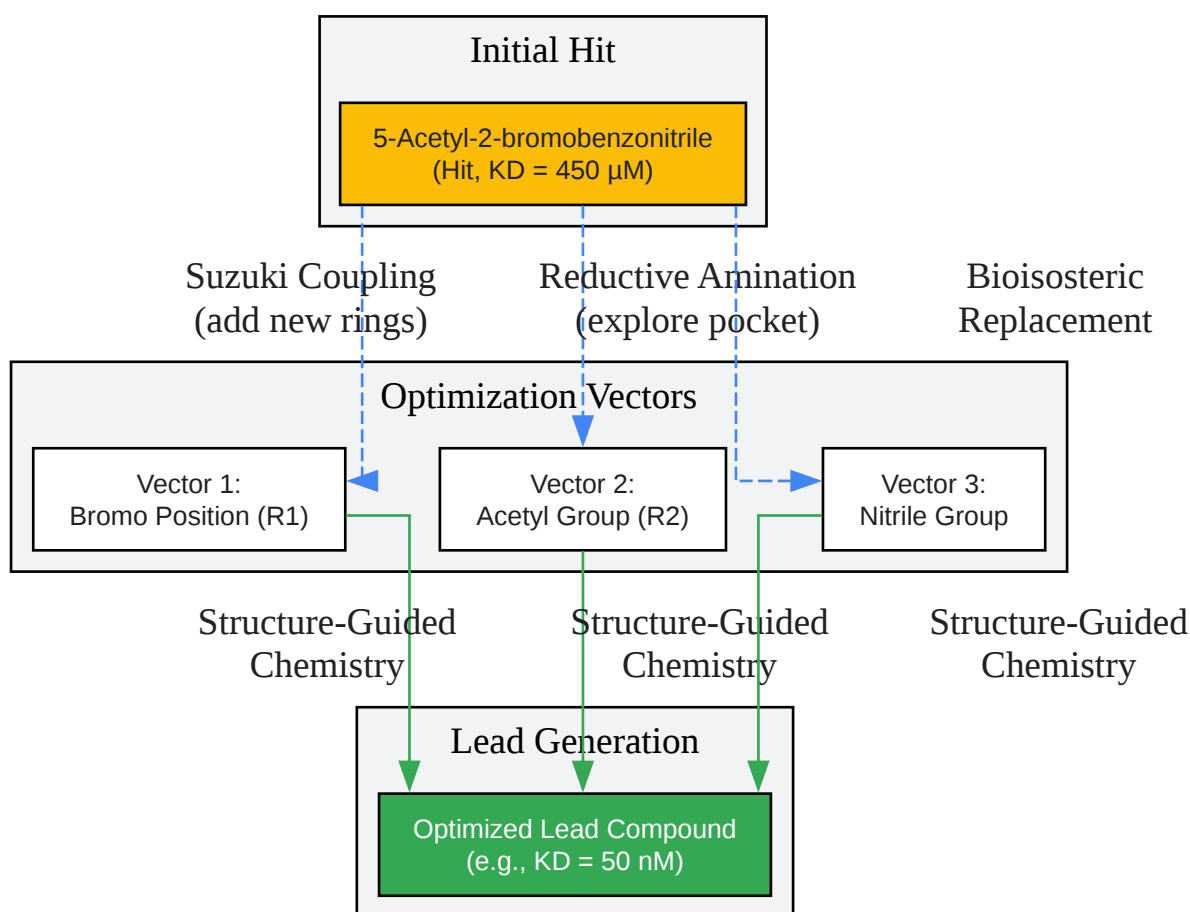 Initial Hit
5-Acetyl-2-bromobenzonitrile
(Hit, KD = 450 µM)
Suzuki Coupling
(add new rings)
Reductive Amination
(explore pocket)
Bioisosteric
Replacement
Optimization Vectors
Vector 1:
Bromo Position (R1)
Vector 2:
Acetyl Group (R2)
Vector 3:
Nitrile Group
Structure-Guided
Chemistry
Structure-Guided
Chemistry
Structure-Guided
Chemistry
Lead Generation
Optimized Lead Compound
(e.g., KD = 50 nM)